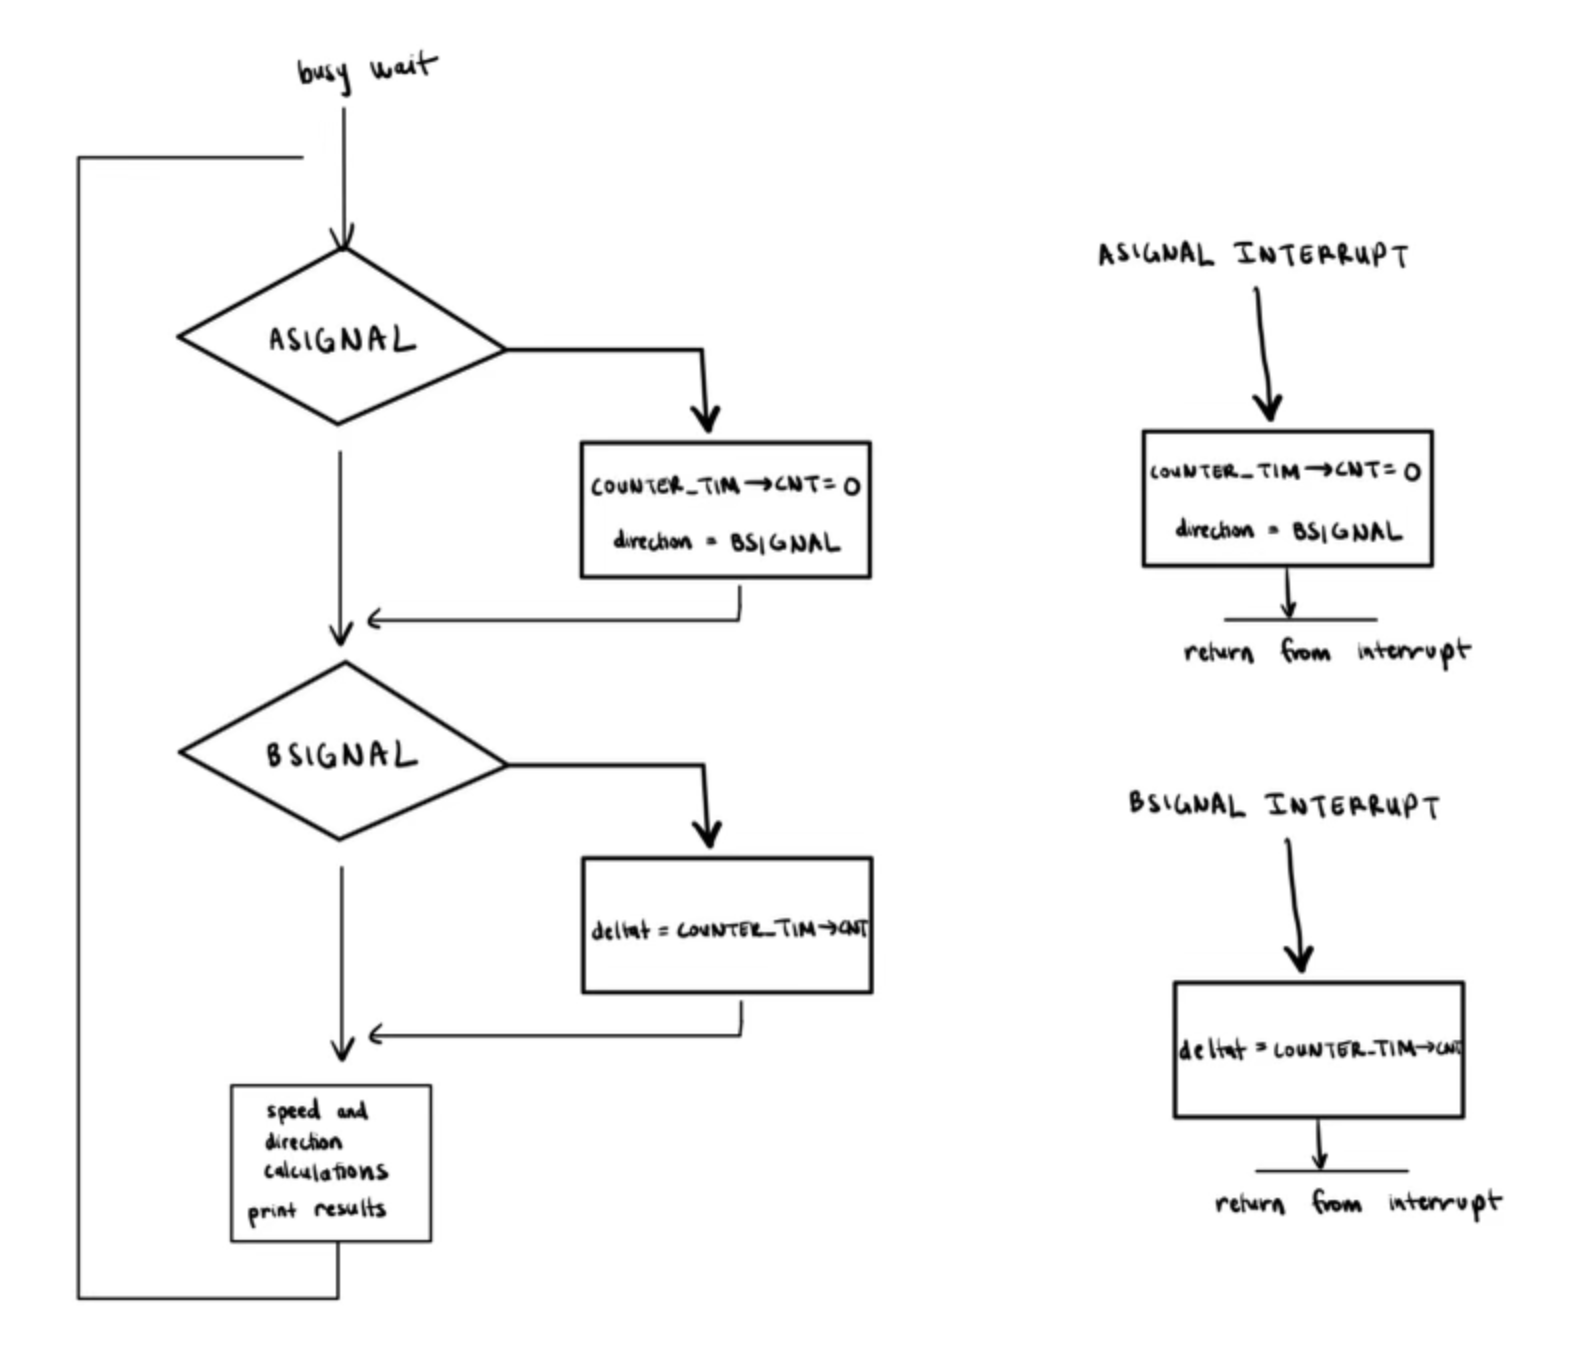 busy wait
ASIGNAL
COUNTER_TIM→CNT= 0
direction = BSIGNAL
BSIGNAL
deltat = COUNTER_TIM→CNT
speed and
direction
calculations
print results
ASIGNAL INTERRUPT
COUNTER_TIM→CNT= 0
direction = BSIGNAL
return from interrupt
BSIGNAL INTERRUPT
deltat = COUNTER_TIM→CNT
return from interrupt